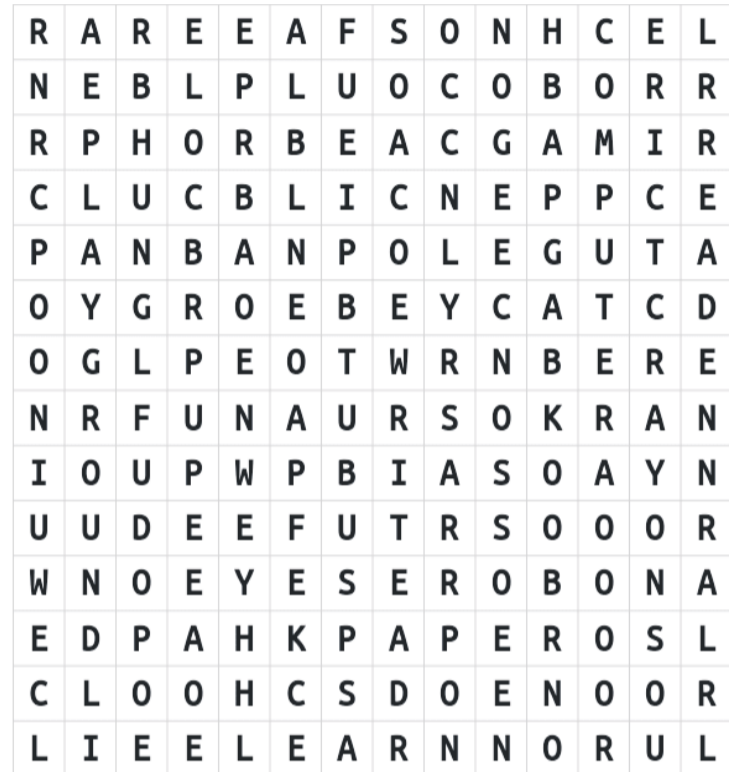 R A R E E A F S O N H C E L
N E B L P L U O C O B O R R
R P H O R B E A C G A M I R
C L U C B L I C N E P P C E
P A N B A N P O L E G U T A
O Y G R O E B E Y C A T C D
O G L P E O T W R N B E R E
N R F U N A U R S O K R A N
I O U P W P B I A S O A Y N
U U D E E F U T R S O O O R
W N O E Y E S E R O B O N A
E D P A H K P A P E R O S L
C L O O H C S D O E N O O R
L I E E L E A R N N O R U L